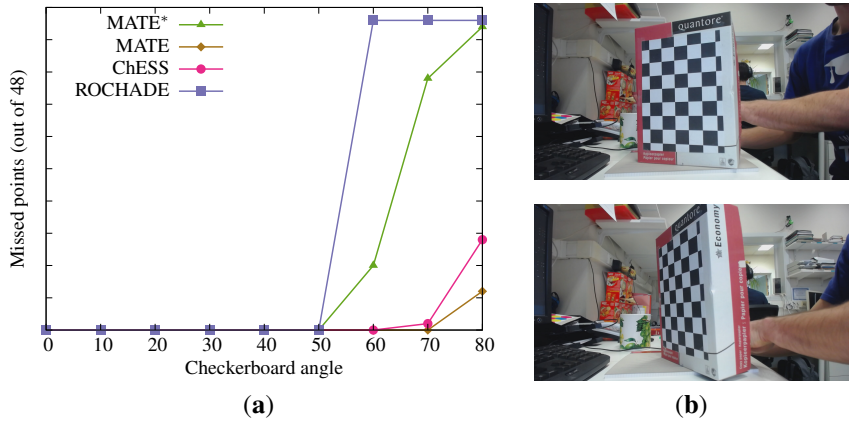 MATE*
MATE
ChESS
ROCHADE
Missed points (out of 48)
0 10 20 30 40 50 60 70 80
Checkerboard angle
(a)
quantore
quantore
Economy
(b)